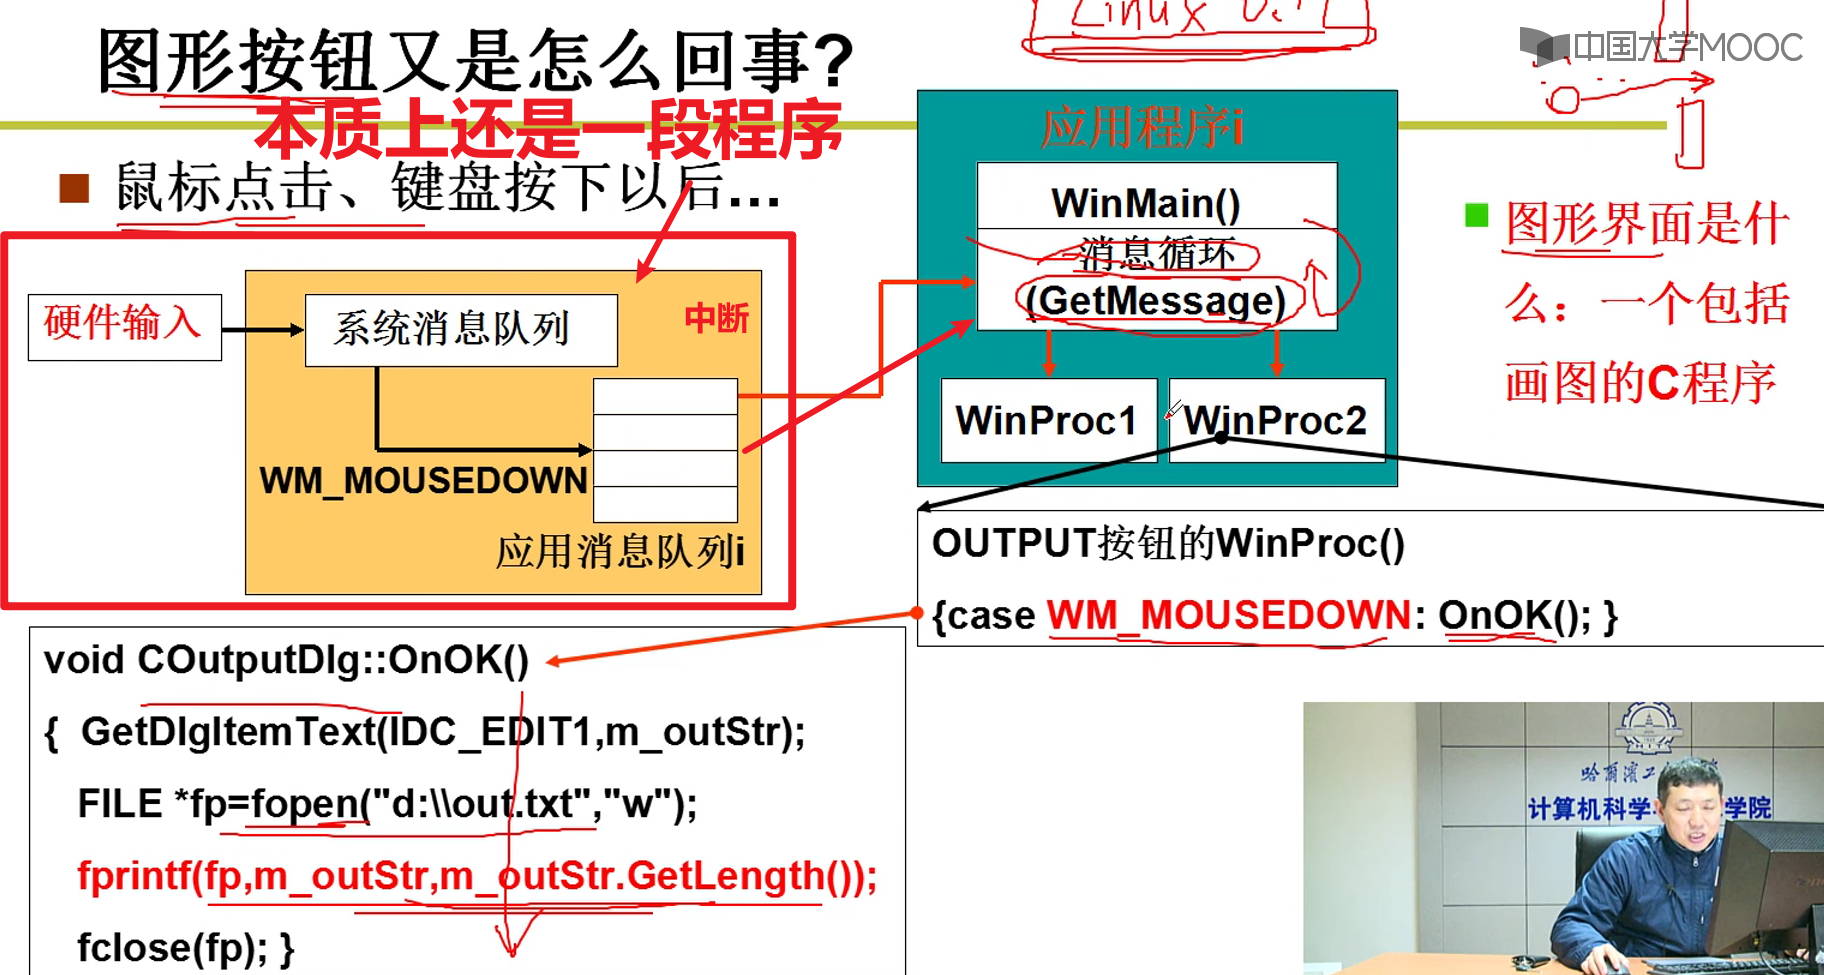 Linux 0.
中国大学MOOC
图形按钮又是怎么回事?
本质上还是一段程序
鼠标点击、键盘按下以后...
硬件输入
系统消息队列
中断
WM_MOUSEDOWN
应用消息队列i
应用程序i
WinMain()
消息循环
(GetMessage)
WinProc1
WinProc2
图形界面是什
么：一个包括
画图的C程序
OUTPUT按钮的WinProc()
{case WM_MOUSEDOWN: OnOK(); }
void COutputDlg::OnOK()
{ GetDlgItemText(IDC_EDIT1,m_outStr);
FILE *fp=fopen("d:\\out.txt","w");
fprintf(fp,m_outStr,m_outStr.GetLength());
fclose(fp); }
哈尔滨工
计算机科学
学院